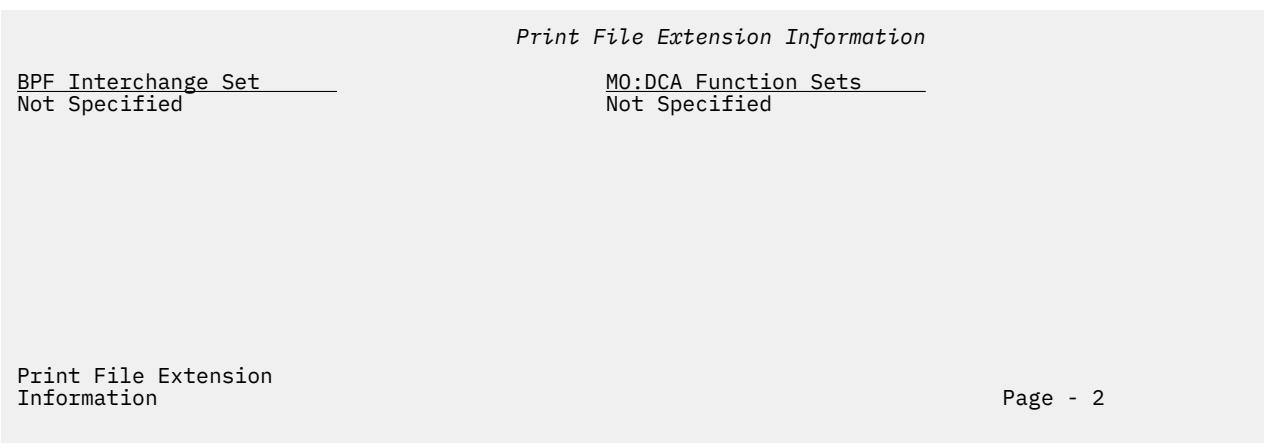 Print File Extension Information
BPF Interchange Set MO:DCA Function Sets
Not Specified Not Specified
Print File Extension
Information Page - 2